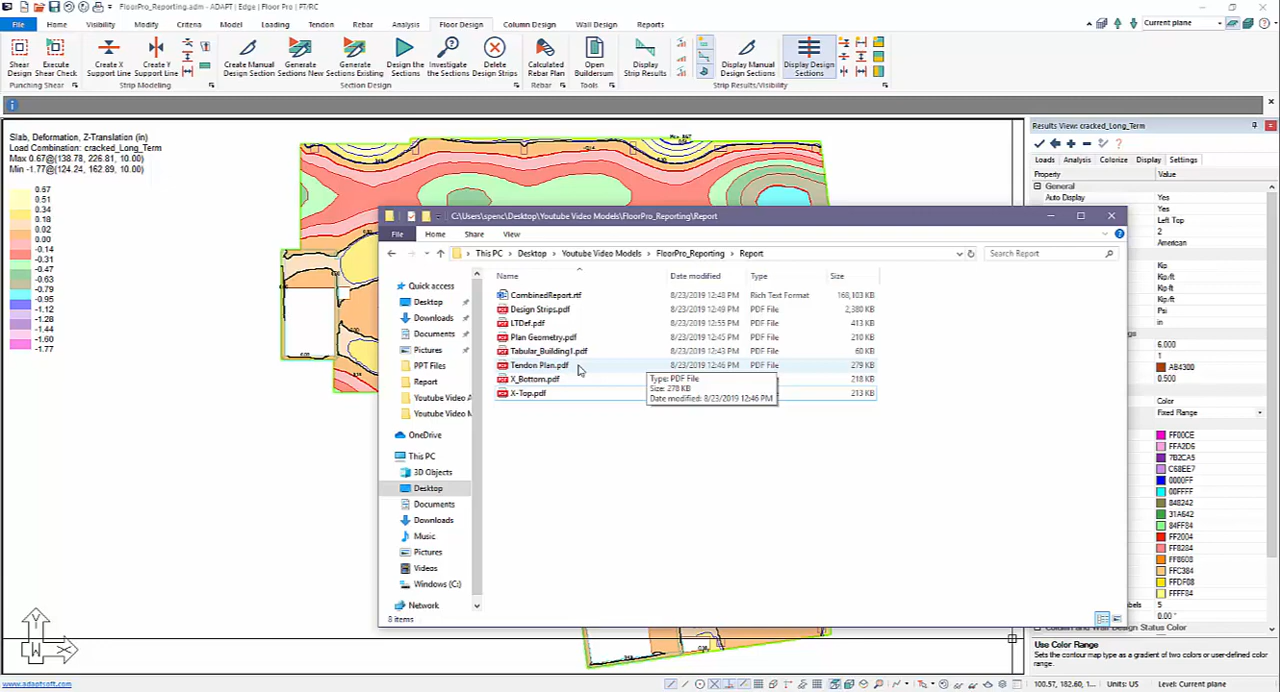 FloorPro_Reporting.adm - ADAPT | Edge | Floor Pro | PT/RC
File Home Visibility Modify Criteria Model Loading Tendon Rebar Analysis Floor Design Column Design Wall Design Reports
Current plane
Shear Design
Execute Shear Check
Create X Support Line
Create Y Support Line
Create Manual Design Section
Generate Sections New
Generate Sections Existing
Design the Sections
Investigate the Sections
Delete Design Strips
Calculated Rebar Plan
Open Buildersum
Display Strip Results
Display Manual Design Sections
Display Design Sections
Punching Shear Strip Modeling Section Design Rebar Tools Strip Results/Visibility
Slab, Deformation, Z-Translation (in)
Load Combination: cracked_Long_Term
Max 0.67@(138.78, 226.81, 10.00)
Min -1.77@(124.24, 162.89, 10.00)
0.67
0.51
0.34
0.18
0.02
0.00
-0.14
-0.31
-0.47
-0.63
-0.79
-0.95
-1.12
-1.28
-1.44
-1.60
-1.77
C:\Users\spenc\Desktop\Youtube Video Models\FloorPro_Reporting\Report
File Home Share View
This PC Desktop Youtube Video Models FloorPro_Reporting Report
Search Report
Quick access
Desktop
Downloads
Documents
Pictures
PPT Files
Report
Youtube Video A
Youtube Video M
OneDrive
This PC
3D Objects
Desktop
Documents
Downloads
Music
Pictures
Videos
Windows (C:)
Network
8 items
Name Date modified Type Size
CombinedReport.rtf 8/23/2019 12:48 PM Rich Text Format 168,103 KB
Design Strips.pdf 8/23/2019 12:49 PM PDF File 2,380 KB
LTDef.pdf 8/23/2019 12:55 PM PDF File 413 KB
Plan Geometry.pdf 8/23/2019 12:45 PM PDF File 210 KB
Tabular_Building1.pdf 8/23/2019 12:43 PM PDF File 60 KB
Tendon Plan.pdf 8/23/2019 12:46 PM PDF File 279 KB
X_Bottom.pdf 218 KB
X-Top.pdf 213 KB
Type: PDF File
Size: 278 KB
Date modified: 8/23/2019 12:46 PM
Results View: cracked_Long_Term
Loads Analysis Colorize Display Settings
Property Value
General
Auto Display Yes
Yes
Left Top
2
American
Kip
Kip/ft
Kip/ft
Psi
in
6.000
1
AB4300
0.500
Color
Fixed Range
FF00CE
FFA2D6
7B2CA5
C68EE7
0000FF
00FFFF
848242
31A642
84FF84
FF2004
FF8284
FF8608
FFC384
FFDF08
FFFF84
5
0.00 "
Column and Wall Design Status Color
Use Color Range
Sets the contour map type as a gradient of two colors or user-defined color range.
www.adaptsoft.com
100.57, 182.60, 1... Units: US Level: Current plane